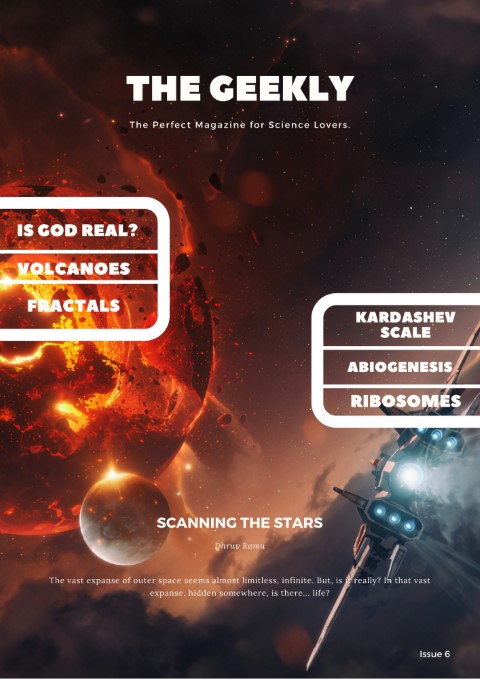 THE GEEKLY
The Perfect Magazine for Science Lovers.
IS GOD REAL?
VOLCANOES
FRACTALS
KARDASHEV
SCALE
ABIOGENESIS
RIBOSOMES
SCANNING THE STARS
Dhruv Ramu
The vast expanse of outer space seems almost limitless, infinite. But, is it really? In that vast
expanse, hidden somewhere, is there... life?
Issue 6